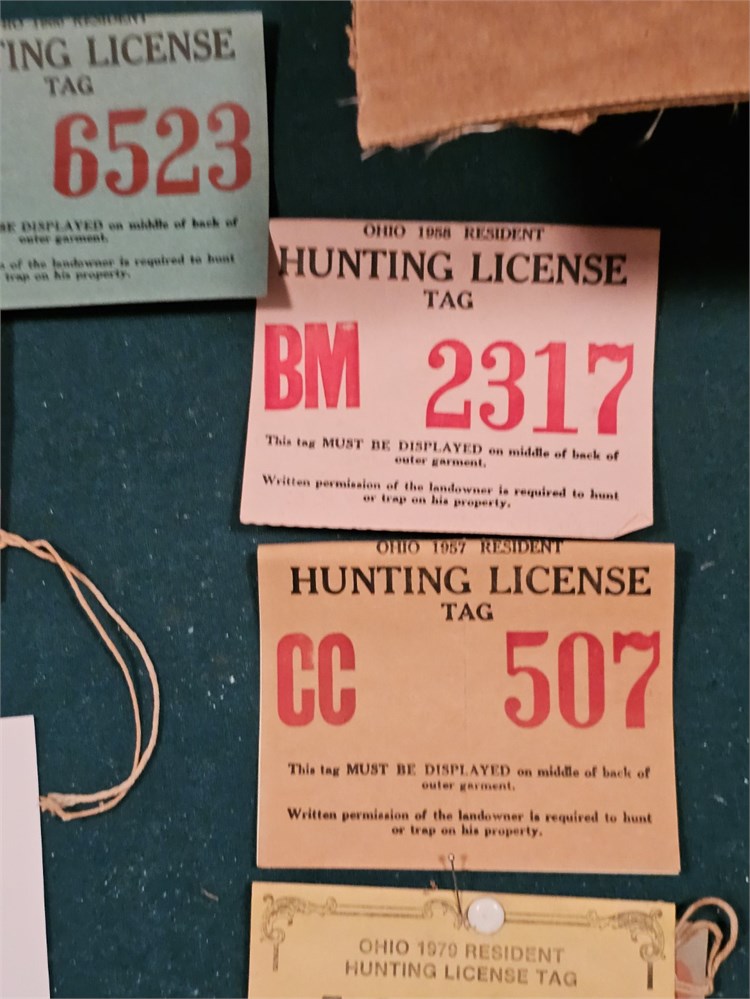 1960 RESIDENT
TING LICENSE
TAG
6523
SE DISPLAYED on middle of back of
outer garment.
of the landowner is required to hunt
trap on his property.
OHIO 1958 RESIDENT
HUNTING LICENSE
TAG
BM 2317
This tag MUST BE DISPLAYED on middle of back of
outer garment.
Written permission of the landowner is required to hunt
or trap on his property.
OHIO 1957 RESIDENT
HUNTING LICENSE
TAG
CC 507
This tag MUST BE DISPLAYED on middle of back of
outer garment.
Written permission of the landowner is required to hunt
or trap on his property.
OHIO 1979 RESIDENT
HUNTING LICENSE TAG